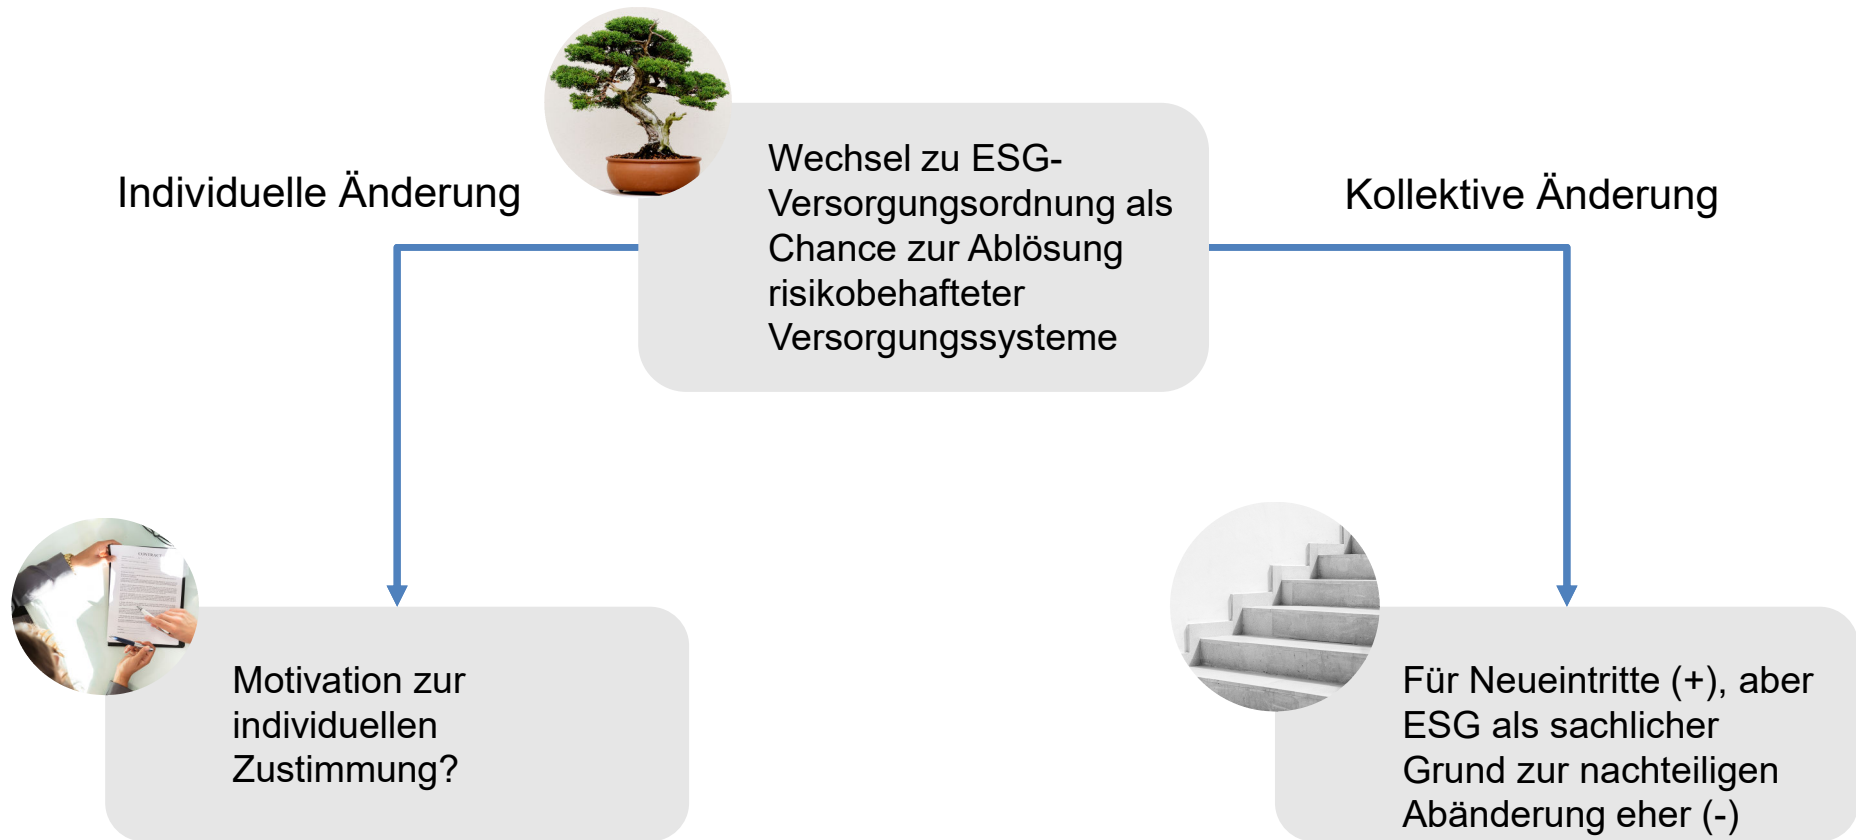 Individuelle Änderung
Wechsel zu ESG-
Versorgungsordnung als
Chance zur Ablösung
risikobehafteter
Versorgungssysteme
Kollektive Änderung
Motivation zur
individuellen
Zustimmung?
Für Neueintritte (+), aber
ESG als sachlicher
Grund zur nachteiligen
Abänderung eher (-)